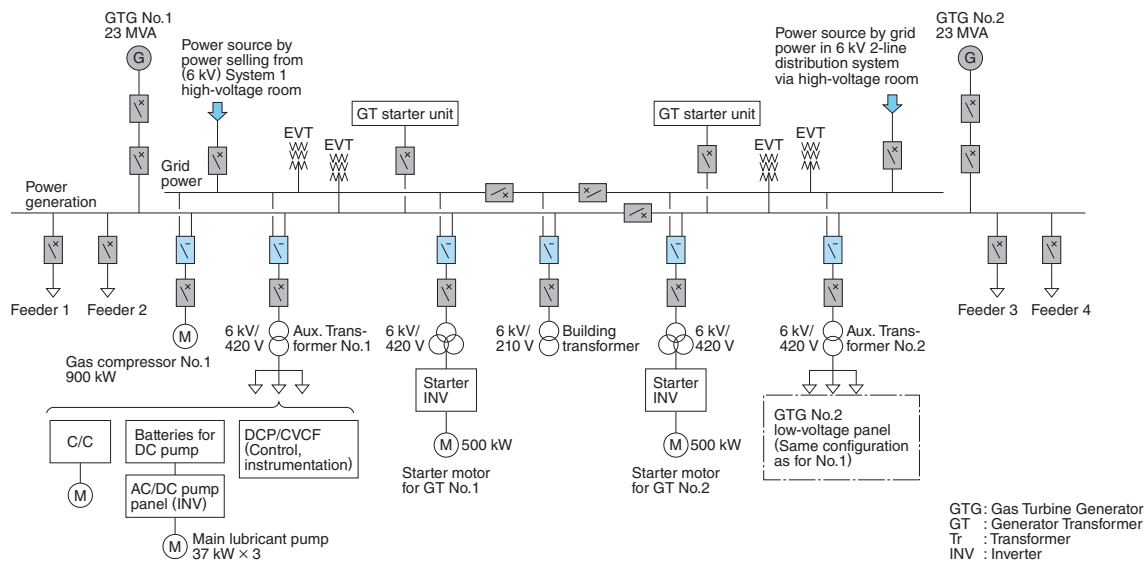 GTG No.1
23 MVA
G
Power source by
power selling from
(6 kV) System 1
high-voltage room
GT starter unit
EVT
EVT
Power source by grid
power in 6 kV 2-line
distribution system
via high-voltage room
GTG No.2
23 MVA
G
GT starter unit
EVT
EVT
Grid
power
Power
generation
Feeder 1
Feeder 2
M
Gas compressor No.1
900 kW
6 kV/
420 V
Aux. Trans-
former No.1
6 kV/
420 V
6 kV/
210 V
Building
transformer
6 kV/
420 V
6 kV/
420 V
Aux. Trans-
former No.2
Feeder 3
Feeder 4
Starter
INV
M 500 kW
Starter motor
for GT No.1
Starter
INV
M 500 kW
Starter motor
for GT No.2
C/C
M
Batteries for
DC pump
AC/DC pump
panel (INV)
M
Main lubricant pump
37 kW × 3
DCP/CVCF
(Control,
instrumentation)
GTG No.2
low-voltage panel
(Same configuration
as for No.1)
GTG : Gas Turbine Generator
GT : Generator Transformer
Tr : Transformer
INV : Inverter